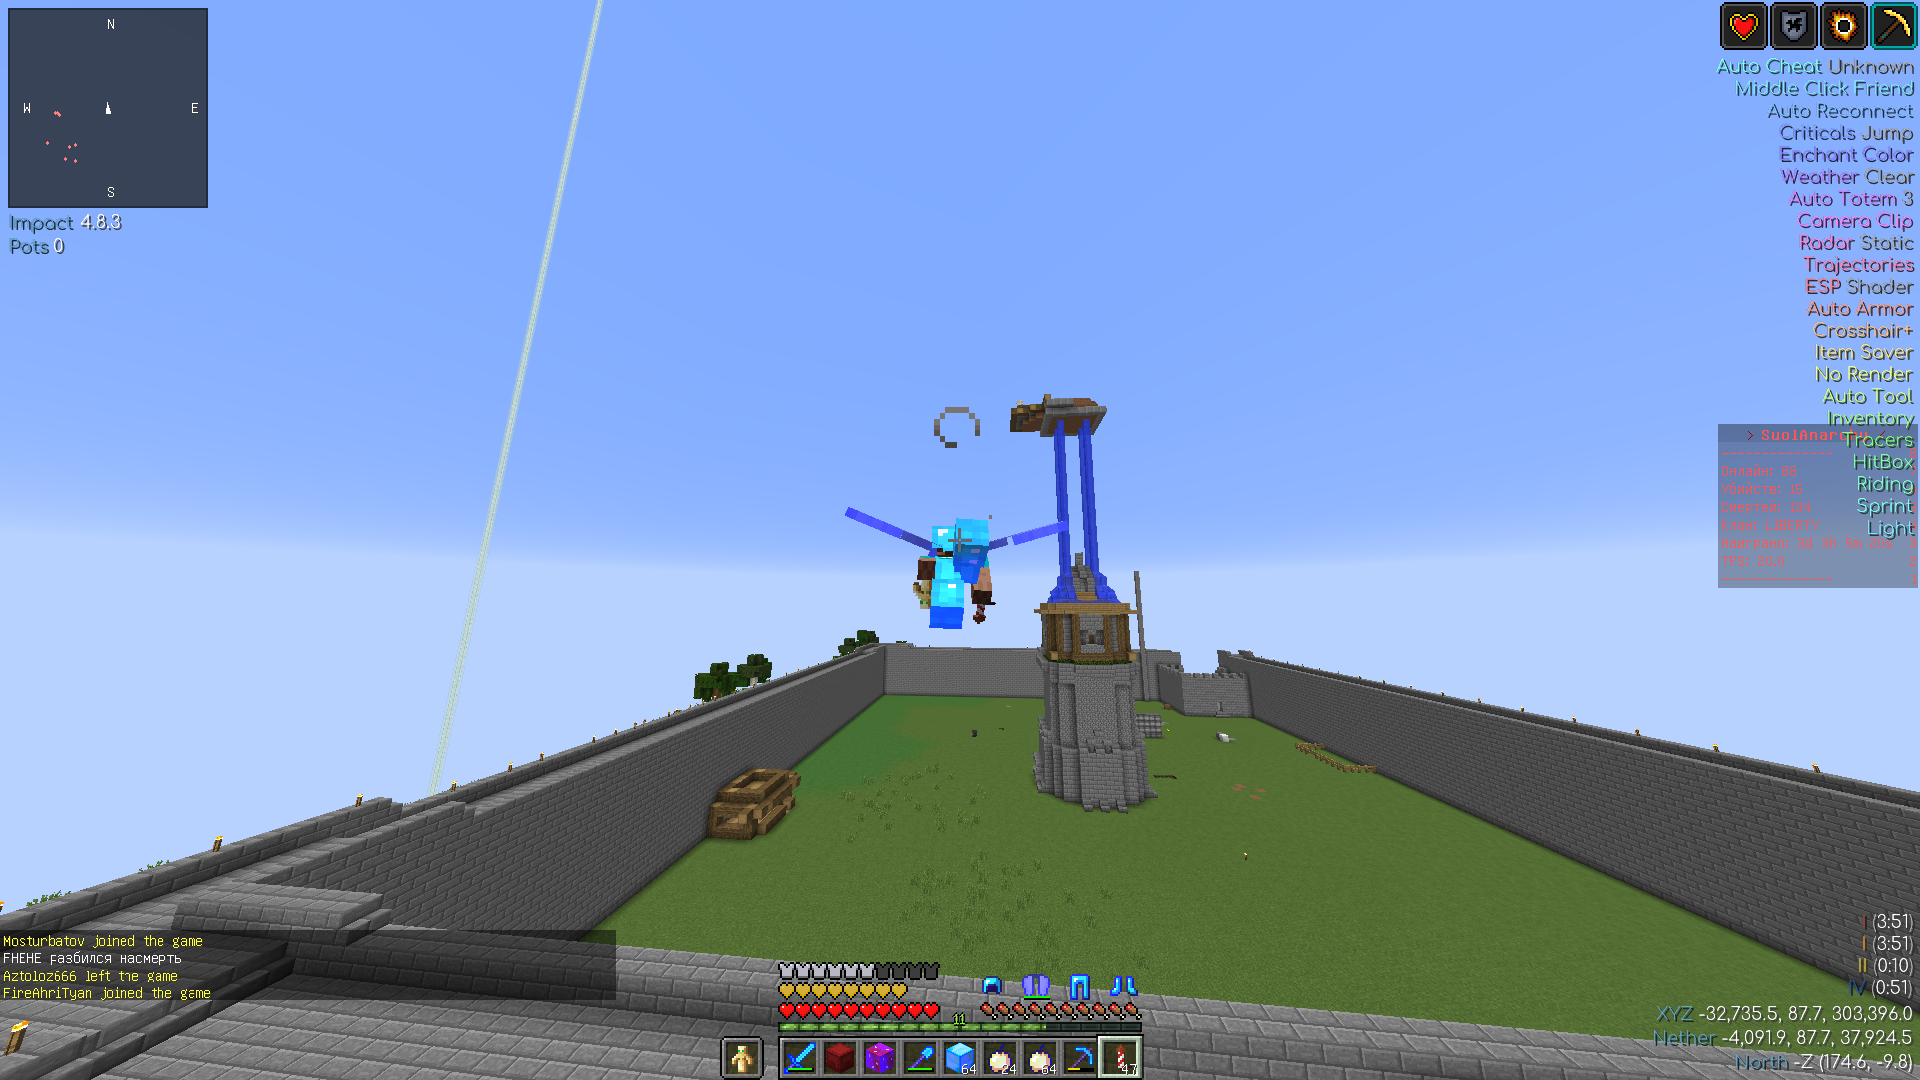 N
W
E
S
Impact 4.8.3
Pots 0
Auto Cheat Unknown
Middle Click Friend
Auto Reconnect
Criticals Jump
Enchant Color
Weather Clear
Auto Totem 3
Camera Clip
Radar Static
Trajectories
ESP Shader
Auto Armor
Crosshair+
Item Saver
No Render
Auto Tool
Inventory
Tracers
HitBox
Riding
Sprint
Light
Mosturbatov joined the game
FHEHE разбился насмерть
Aztoloz666 left the game
FireAhriTyan joined the game
I (3:51)
I (3:51)
II (0:10)
IV (0:51)
XYZ -32,735.5, 87.7, 303,396.0
Nether -4,091.9, 87.7, 37,924.5
North -Z (174.6, -9.8)
11
64
24
64
47